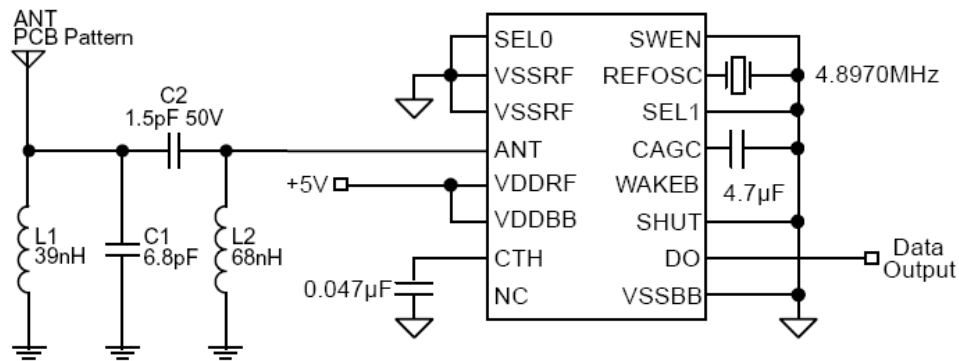 ANT
PCB Pattern
C2
1.5pF 50V
L1
39nH
C1
6.8pF
L2
68nH
+5V
0.047µF
SEL0
VSSRF
VSSRF
ANT
VDDRF
VDDBB
CTH
NC
SWEN
REFOSC
SEL1
CAGC
WAKEB
SHUT
DO
VSSBB
4.8970MHz
4.7µF
Data
Output